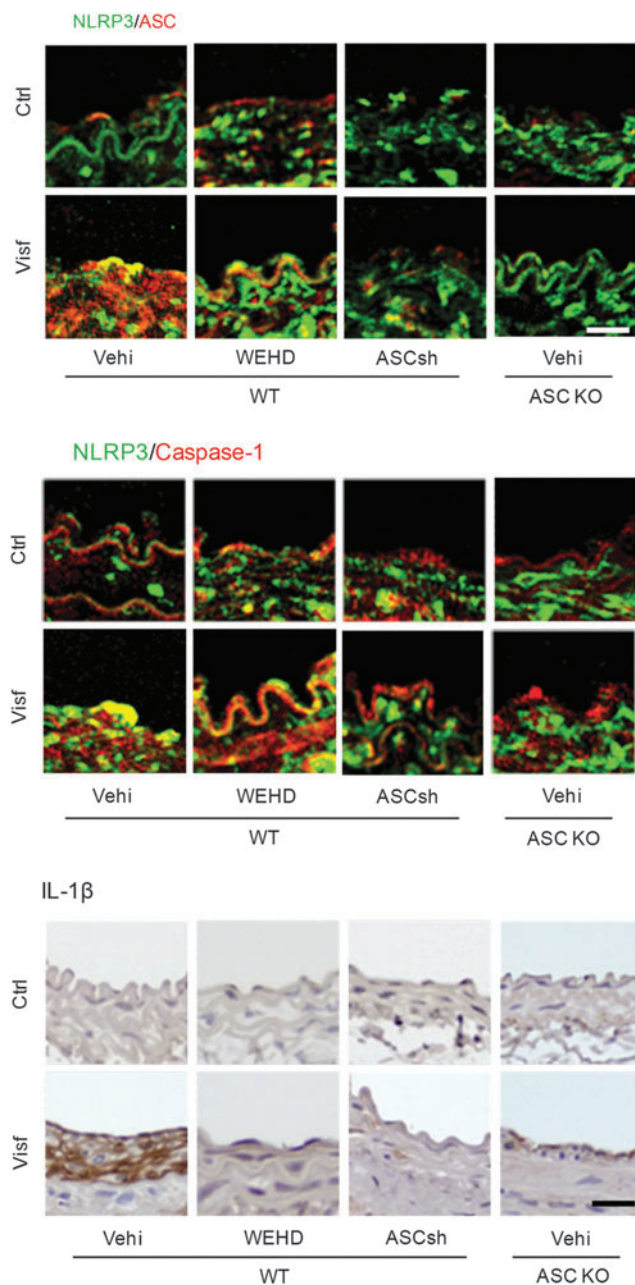 NLRP3/ASC
Ctrl
Visf
Vehi WEHD ASCsh Vehi
WT ASC KO
NLRP3/Caspase-1
Ctrl
Visf
Vehi WEHD ASCsh Vehi
WT ASC KO
IL-1β
Ctrl
Visf
Vehi WEHD ASCsh Vehi
WT ASC KO